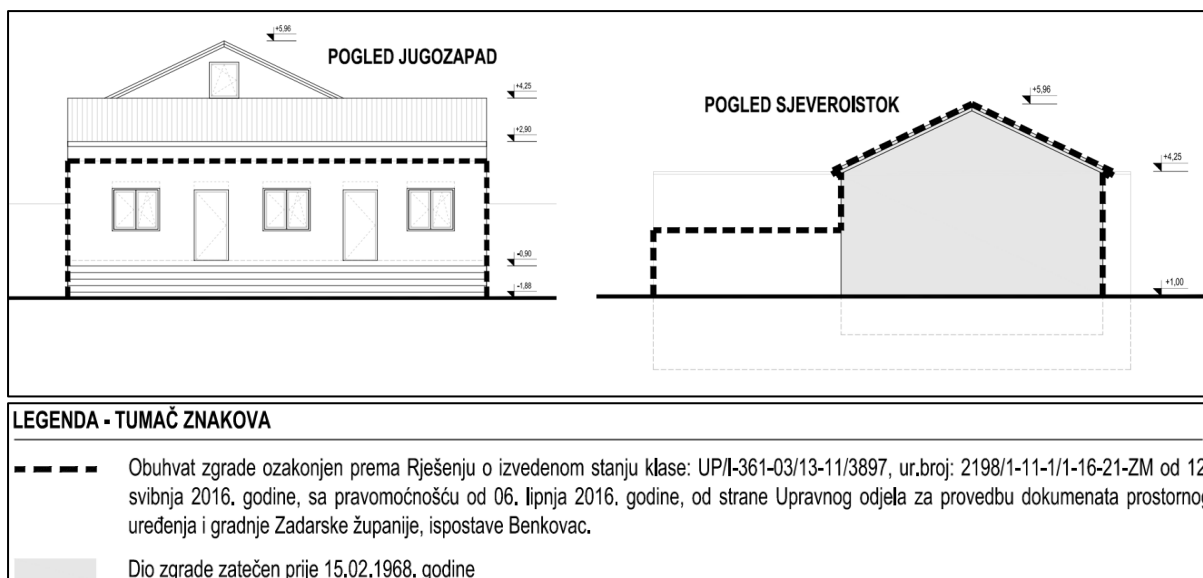 +5,96
POGLED JUGOZAPAD
+4,25
+2,90
-0,90
-1,88
POGLED SJEVEROISTOK
+5,96
+4,25
+1,00
LEGENDA - TUMAČ ZNAKOVA
Obuhvat zgrade ozakonjen prema Rješenju o izvedenom stanju klase: UP/I-361-03/13-11/3897, ur.broj: 2198/1-11-1/1-16-21-ZM od 12
svibnja 2016. godine, sa pravomoćnošću od 06. lipnja 2016. godine, od strane Upravnog odjela za provedbu dokumenata prostornog
uređenja i gradnje Zadarske županije, ispostave Benkovac.
Dio zgrade zatečen prije 15.02.1968. godine